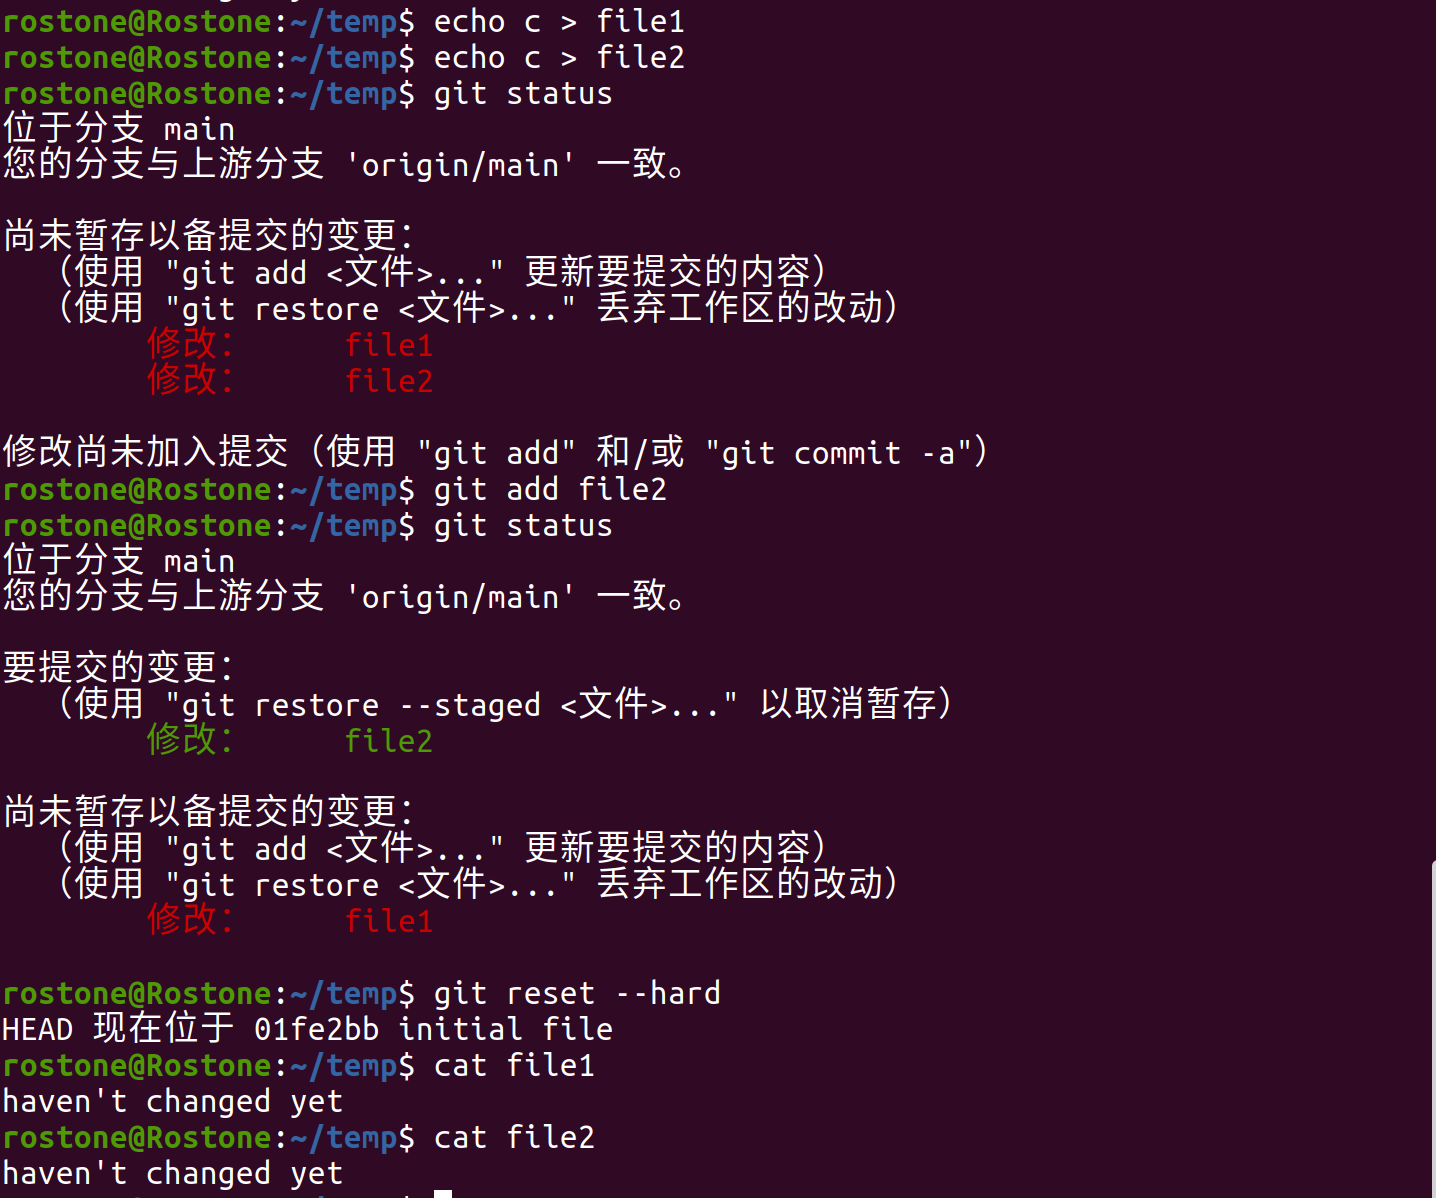 rostone@Rostone:~/temp$ echo c > file1
rostone@Rostone:~/temp$ echo c > file2
rostone@Rostone:~/temp$ git status
位于分支 main
您的分支与上游分支 'origin/main' 一致。
尚未暂存以备提交的变更：
（使用 "git add <文件>..." 更新要提交的内容）
（使用 "git restore <文件>..." 丢弃工作区的改动）
修改： file1
修改： file2
修改尚未加入提交（使用 "git add" 和/或 "git commit -a"）
rostone@Rostone:~/temp$ git add file2
rostone@Rostone:~/temp$ git status
位于分支 main
您的分支与上游分支 'origin/main' 一致。
要提交的变更：
（使用 "git restore --staged <文件>..." 以取消暂存）
修改： file2
尚未暂存以备提交的变更：
（使用 "git add <文件>..." 更新要提交的内容）
（使用 "git restore <文件>..." 丢弃工作区的改动）
修改： file1
rostone@Rostone:~/temp$ git reset --hard
HEAD 现在位于 01fe2bb initial file
rostone@Rostone:~/temp$ cat file1
haven't changed yet
rostone@Rostone:~/temp$ cat file2
haven't changed yet